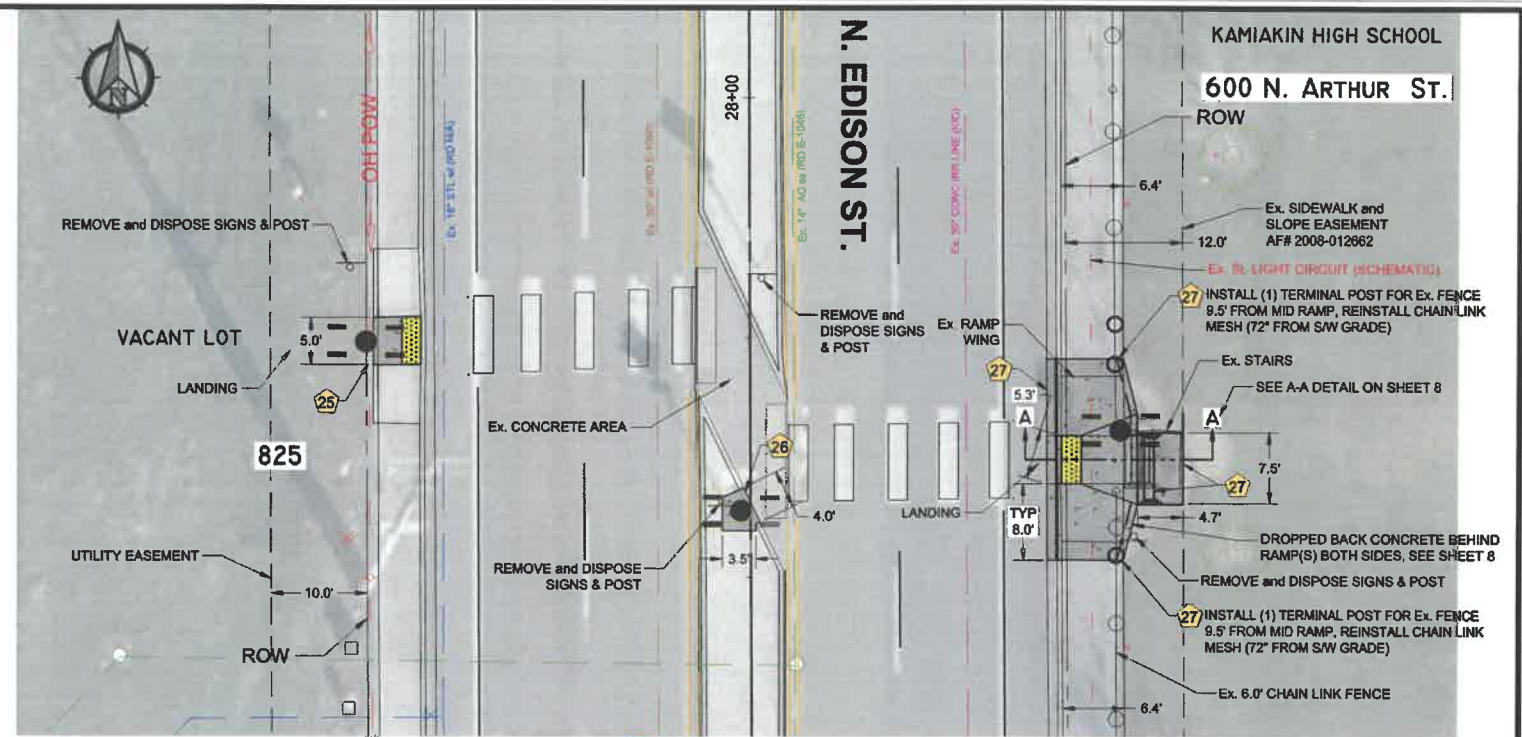 N
OH POW
28+00
N. EDISON ST.
KAMIAKIN HIGH SCHOOL
600 N. ARTHUR ST.
ROW
6.4'
Ex. SIDEWALK and
SLOPE EASEMENT
AF# 2008-012662
12.0'
Ex. St. LIGHT CIRCUIT (SCHEMATIC)
27
INSTALL (1) TERMINAL POST FOR Ex. FENCE
9.5' FROM MID RAMP, REINSTALL CHAIN LINK
MESH (72" FROM S/W GRADE)
Ex. STAIRS
SEE A-A DETAIL ON SHEET 8
REMOVE and DISPOSE SIGNS & POST
VACANT LOT
5.0'
LANDING
25
825
REMOVE and
DISPOSE SIGNS
& POST
Ex. RAMP
WING
27
5.3'
A
A'
Ex. CONCRETE AREA
26
4.0'
3.5'
REMOVE and DISPOSE
SIGNS & POST
LANDING
TYP
8.0'
7.5'
27
4.7'
DROPPED BACK CONCRETE BEHIND
RAMP(S) BOTH SIDES, SEE SHEET 8
REMOVE and DISPOSE SIGNS & POST
27
INSTALL (1) TERMINAL POST FOR Ex. FENCE
9.5' FROM MID RAMP, REINSTALL CHAIN LINK
MESH (72" FROM S/W GRADE)
UTILITY EASEMENT
10.0'
ROW
Ex. 6.0' CHAIN LINK FENCE
6.4'